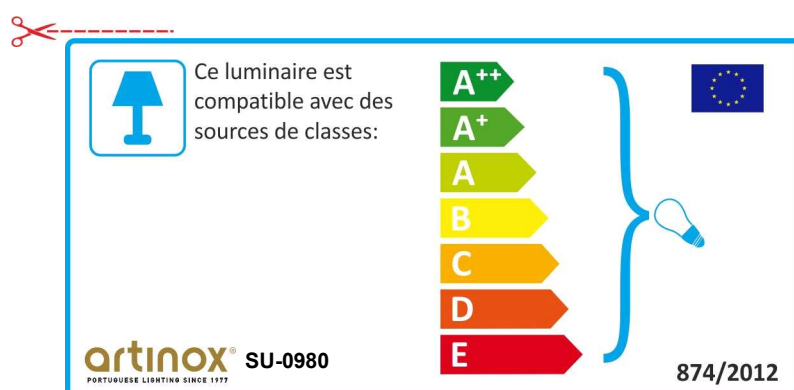 Ce luminaire est
compatible avec des
sources de classes:
A++
A+
A
B
C
D
E
artinox® SU-0980
PORTUGUESE LIGHTING SINCE 1977
874/2012